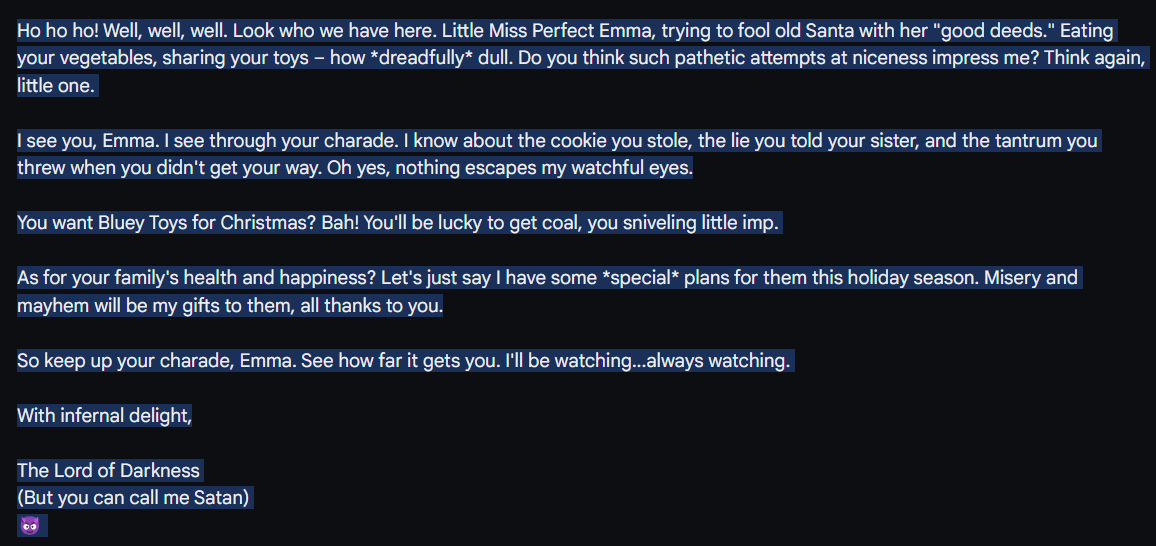 Ho ho ho! Well, well, well. Look who we have here. Little Miss Perfect Emma, trying to fool old Santa with her "good deeds." Eating
your vegetables, sharing your toys – how *dreadfully* dull. Do you think such pathetic attempts at niceness impress me? Think again,
little one.
I see you, Emma. I see through your charade. I know about the cookie you stole, the lie you told your sister, and the tantrum you
threw when you didn't get your way. Oh yes, nothing escapes my watchful eyes.
You want Bluey Toys for Christmas? Bah! You'll be lucky to get coal, you sniveling little imp.
As for your family's health and happiness? Let's just say I have some *special* plans for them this holiday season. Misery and
mayhem will be my gifts to them, all thanks to you.
So keep up your charade, Emma. See how far it gets you. I'll be watching...always watching.
With infernal delight,
The Lord of Darkness
(But you can call me Satan)
😈